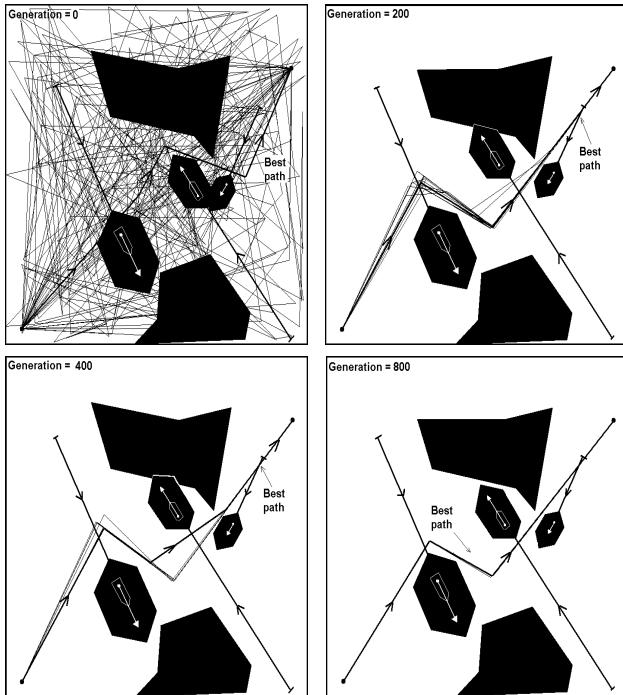 Generation = 0
Best
path
Generation = 200
Best
path
Generation = 400
Best
path
Generation = 800
Best
path